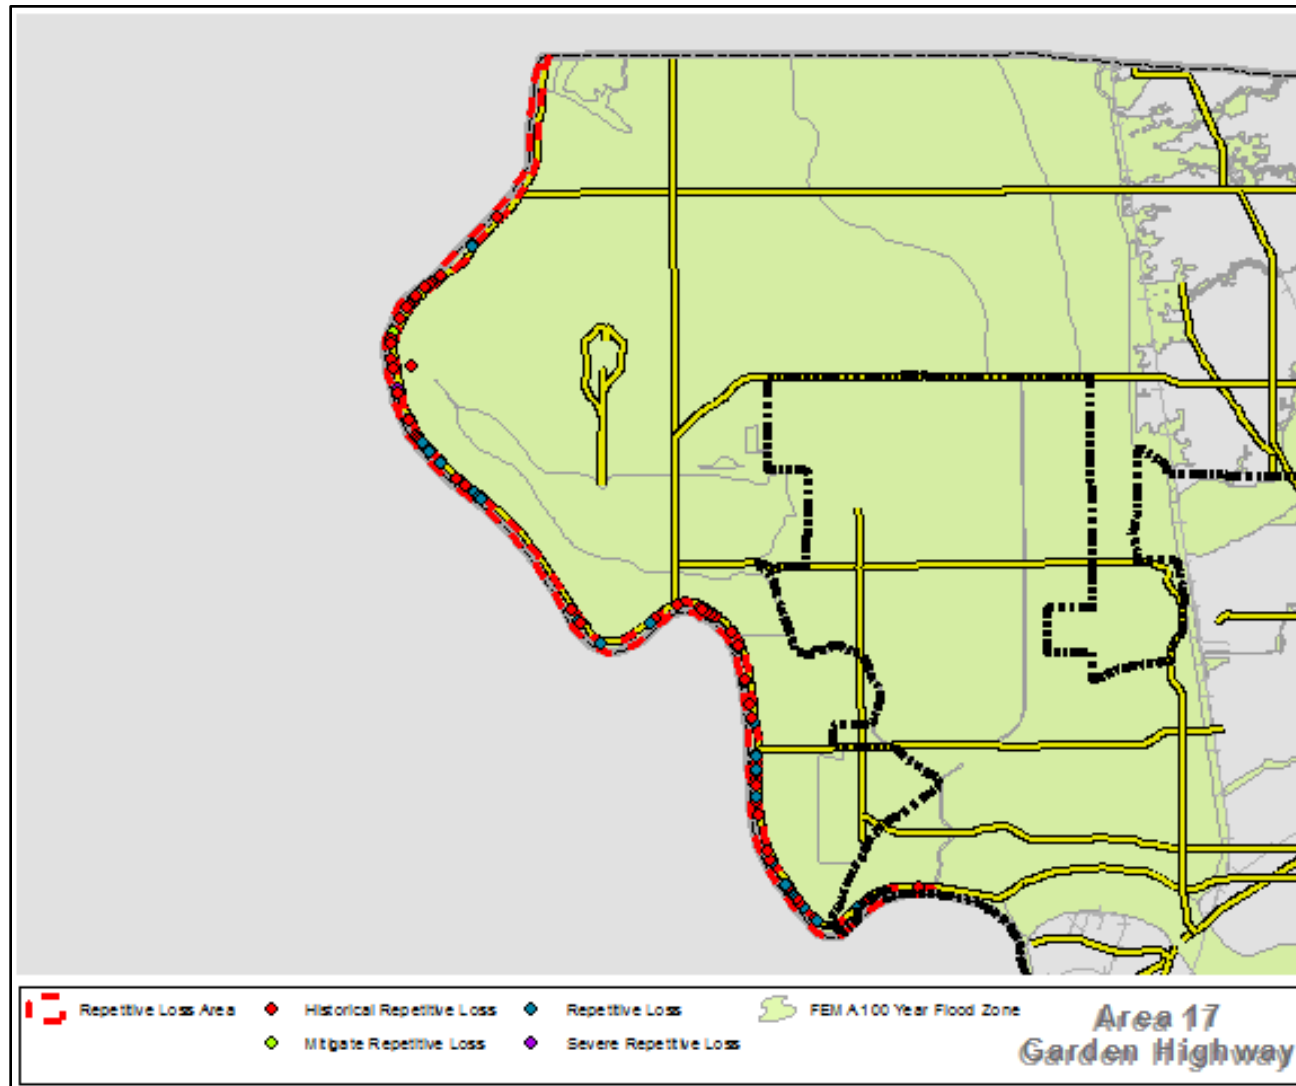 Repetitive Loss Area
Historical Repetitive Loss
Repetitive Loss
FEMA 100 Year Flood Zone
Mitigate Repetitive Loss
Severe Repetitive Loss
Area 17
Garden Highway